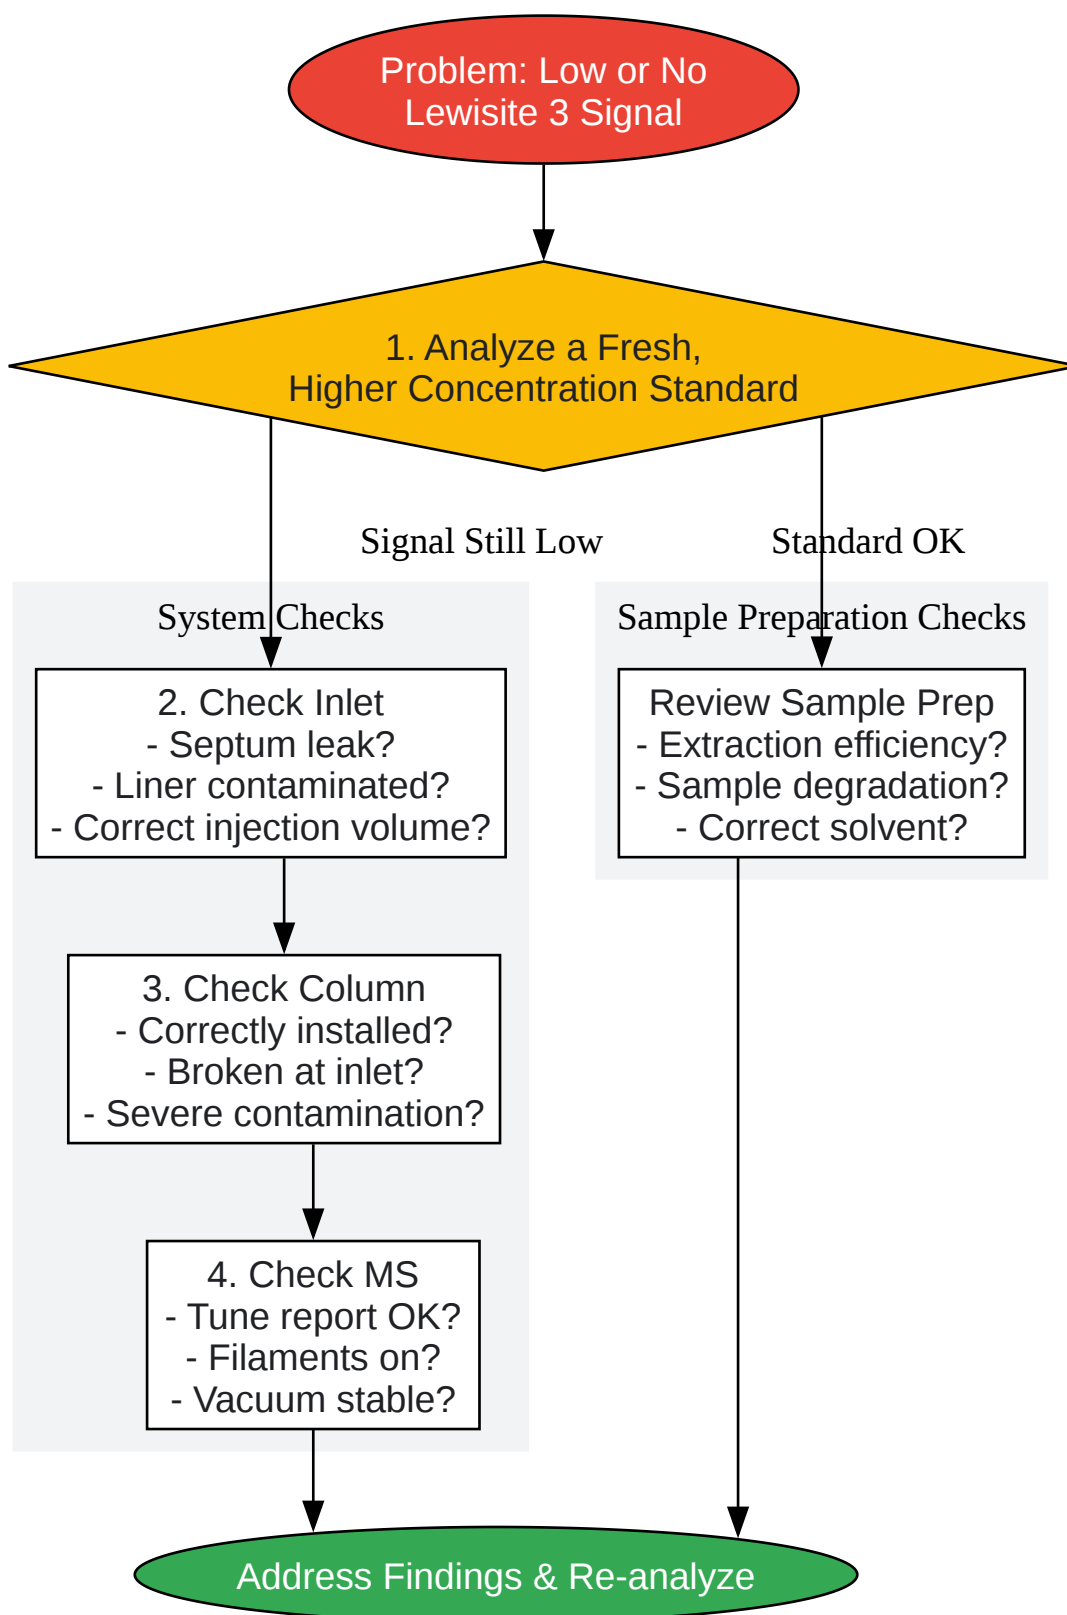 Problem: Low or No
Lewisite 3 Signal
1. Analyze a Fresh,
Higher Concentration Standard
Signal Still Low
Standard OK
System Checks
2. Check Inlet
- Septum leak?
- Liner contaminated?
- Correct injection volume?
3. Check Column
- Correctly installed?
- Broken at inlet?
- Severe contamination?
4. Check MS
- Tune report OK?
- Filaments on?
- Vacuum stable?
Sample Preparation Checks
Review Sample Prep
- Extraction efficiency?
- Sample degradation?
- Correct solvent?
Address Findings & Re-analyze